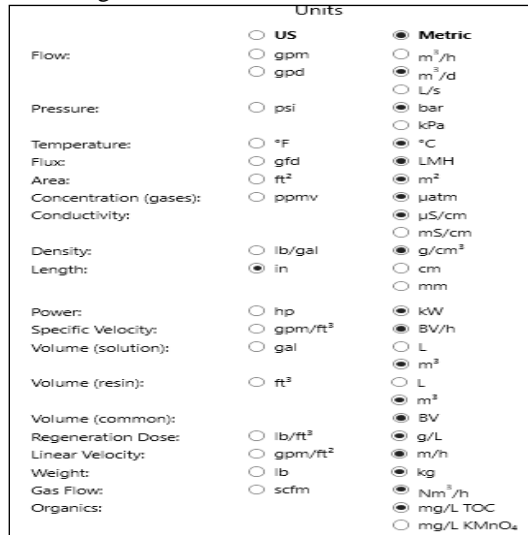 Units
US Metric
Flow: gpm m³/h
gpd m³/d
L/s
Pressure: psi bar
kPa
Temperature: °F °C
Flux: gfd LMH
Area: ft² m²
Concentration (gases): ppmv µatm
Conductivity: µS/cm
mS/cm
Density: lb/gal g/cm³
Length: in cm
mm
Power: hp kW
Specific Velocity: gpm/ft³ BV/h
Volume (solution): gal L
m³
Volume (resin): ft³ L
m³
Volume (common): BV
Regeneration Dose: lb/ft³ g/L
Linear Velocity: gpm/ft² m/h
Weight: lb kg
Gas Flow: scfm Nm³/h
Organics: mg/L TOC
mg/L KMnO₄